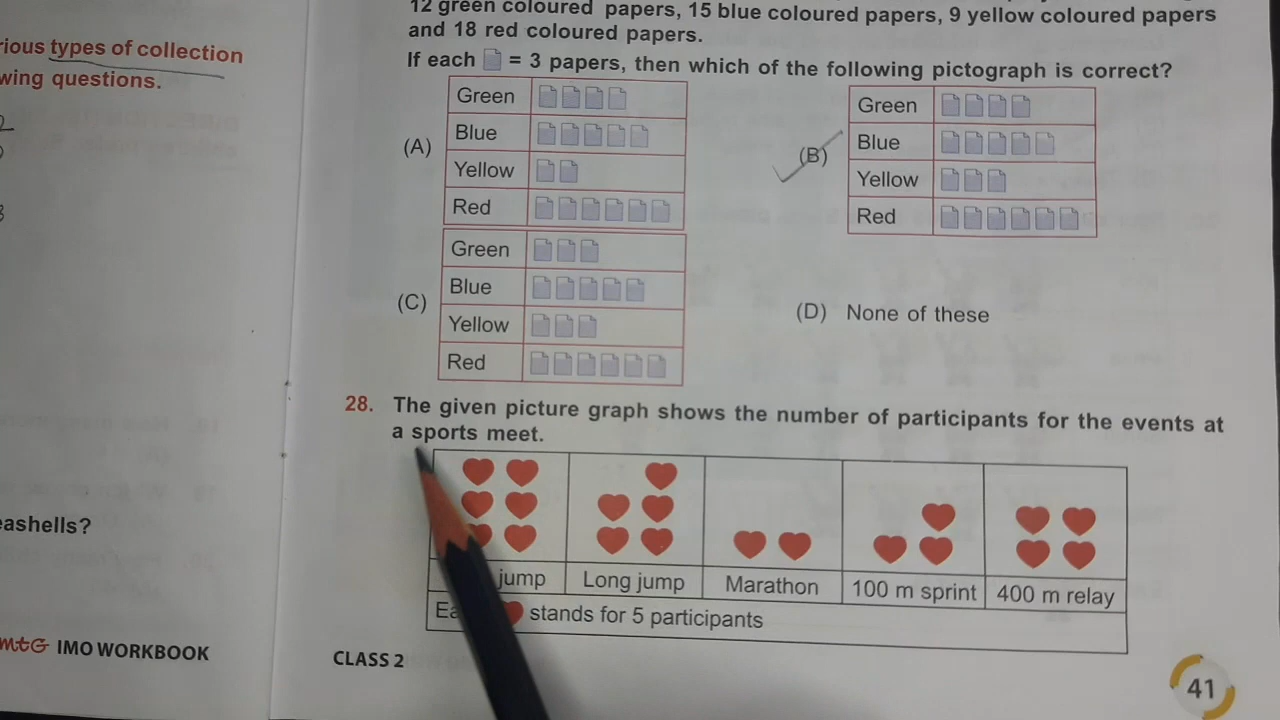 rious types of collection
wing questions.
eashells?
mtG IMO WORKBOOK
12 green coloured papers, 15 blue coloured papers, 9 yellow coloured papers
and 18 red coloured papers.
If each = 3 papers, then which of the following pictograph is correct?
(A)
Green
Blue
Yellow
Red
(B)
Green
Blue
Yellow
Red
(C)
Green
Blue
Yellow
Red
(D) None of these
28. The given picture graph shows the number of participants for the events at
a sports meet.
jump Long jump Marathon 100 m sprint 400 m relay
Ea stands for 5 participants
CLASS 2
41